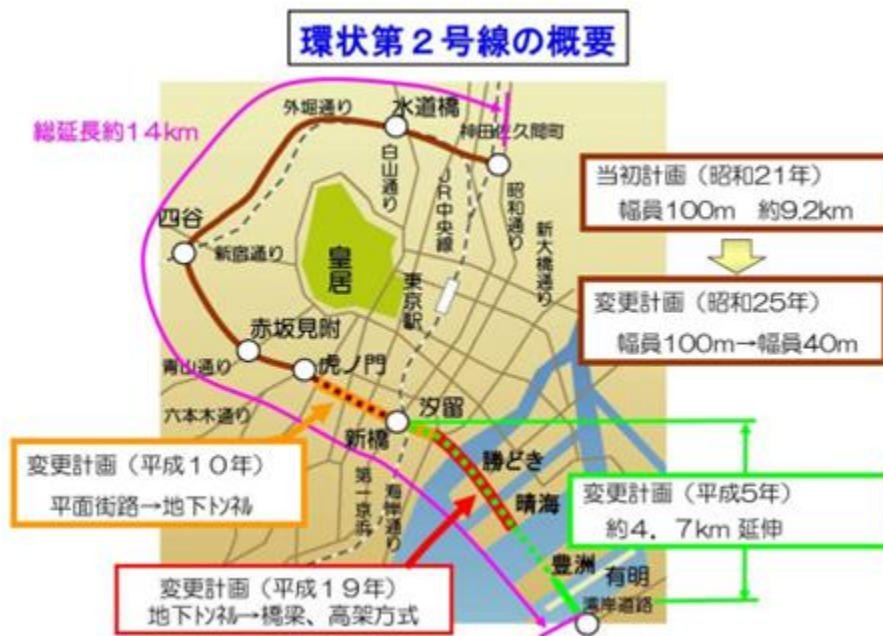 環状第2号線の概要
総延長約14km
外堀通り
水道橋
神田佐久間町
白山通り
JR中央線
昭和通り
新大橋通り
四谷
新宿通り
皇居
東京駅
赤坂見附
青山通り
虎ノ門
六本木通り
汐留
新橋
第一京浜
海岸通り
勝どき
晴海
豊洲
有明
湾岸道路
当初計画(昭和21年)
幅員100m 約9.2km
変更計画(昭和25年)
幅員100m→幅員40m
変更計画(平成10年)
平面街路→地下トンネル
変更計画(平成5年)
約4.7km 延伸
変更計画(平成19年)
地下トンネル→橋梁、高架方式